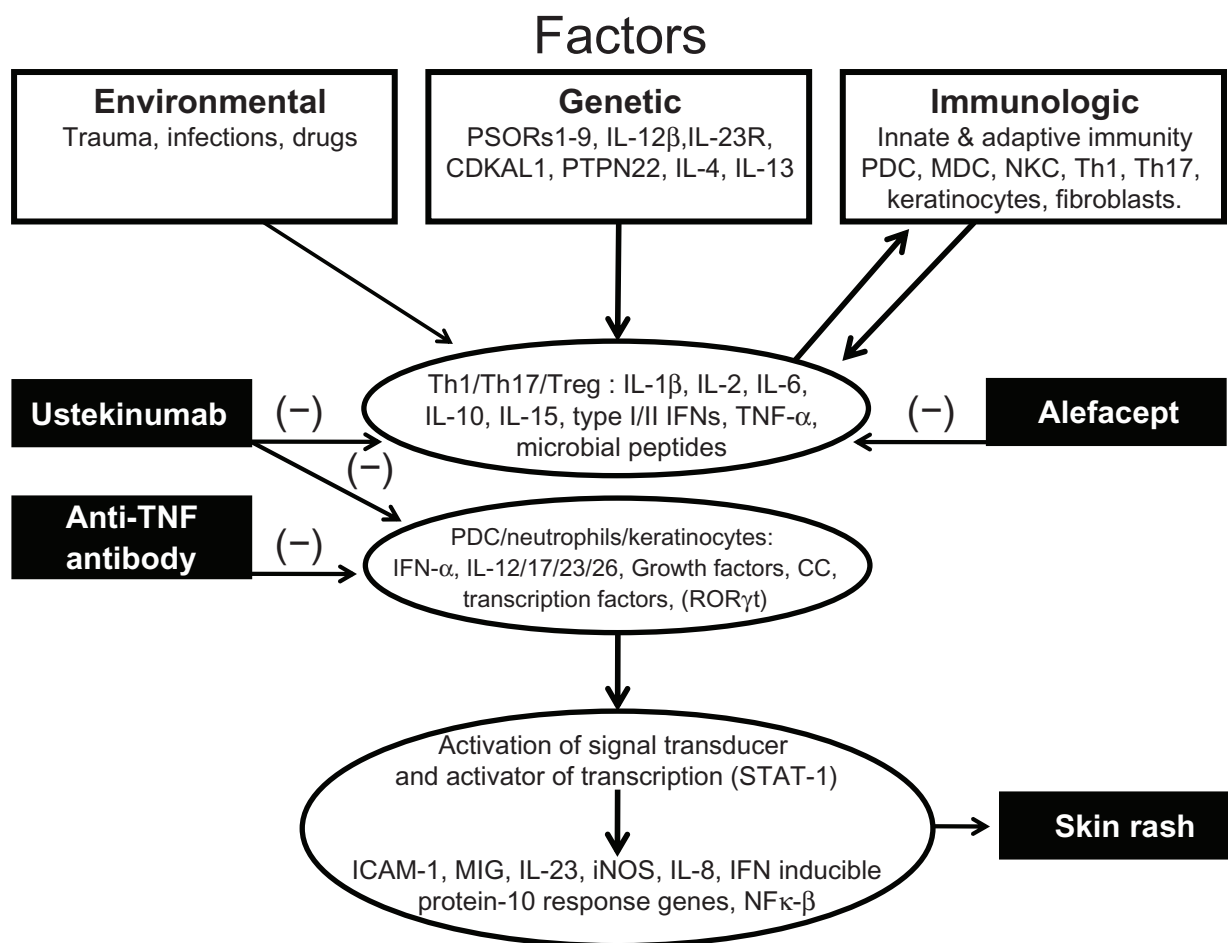 Factors
Environmental
Trauma, infections, drugs
Genetic
PSORs1-9, IL-12β,IL-23R,
CDKAL1, PTPN22, IL-4, IL-13
Immunologic
Innate & adaptive immunity
PDC, MDC, NKC, Th1, Th17,
keratinocytes, fibroblasts.
Th1/Th17/Treg : IL-1β, IL-2, IL-6,
IL-10, IL-15, type I/II IFNs, TNF-α,
microbial peptides
Ustekinumab
(−)
(−)
(−)
Alefacept
Anti-TNF
antibody
(−)
PDC/neutrophils/keratinocytes:
IFN-α, IL-12/17/23/26, Growth factors, CC,
transcription factors, (RORγt)
Activation of signal transducer
and activator of transcription (STAT-1)
ICAM-1, MIG, IL-23, iNOS, IL-8, IFN inducible
protein-10 response genes, NFκ-β
Skin rash